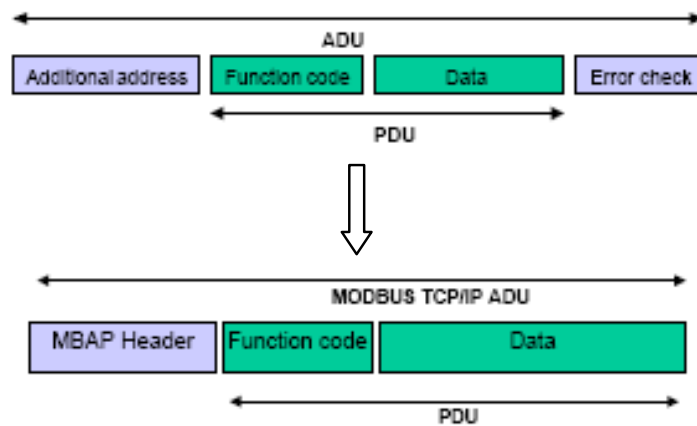 ADU
Additional address Function code Data Error check
PDU
MODBUS TCP/IP ADU
MBAP Header Function code Data
PDU